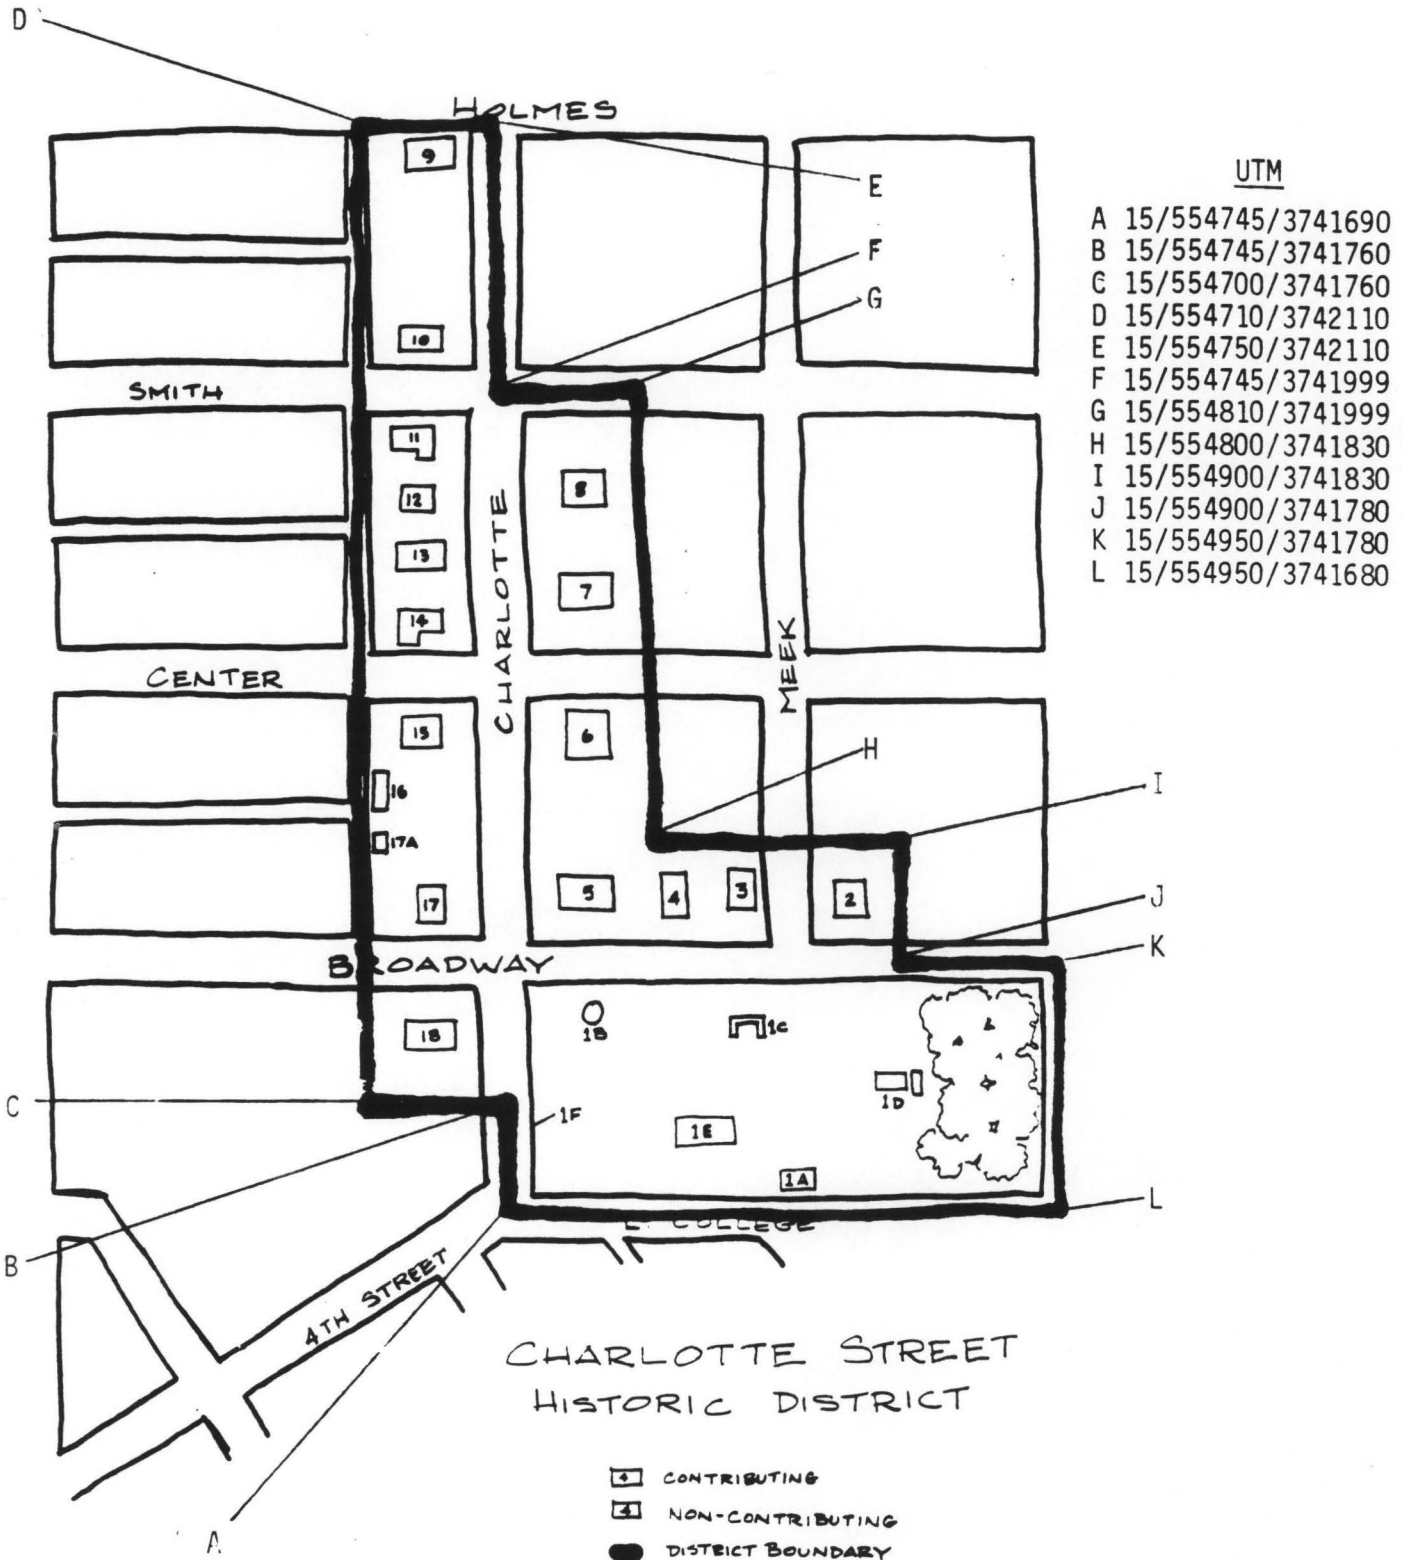 D
HOLMES
9
E
F
G
10
UTM
A 15/554745/3741690
B 15/554745/3741760
C 15/554700/3741760
D 15/554710/3742110
E 15/554750/3742110
F 15/554745/3741999
G 15/554810/3741999
H 15/554800/3741830
I 15/554900/3741830
J 15/554900/3741780
K 15/554950/3741780
L 15/554950/3741680
SMITH
11
12
13
14
CHARLOTTE
8
7
CENTER
MEEK
15
6
H
I
16
17A
17
5
4
3
2
J
K
BROADWAY
18
1B
1C
1D
C
1F
1E
1A
L
E. COLLEGE
B
4TH STREET
A
CHARLOTTE STREET
HISTORIC DISTRICT
4 CONTRIBUTING
4 NON-CONTRIBUTING
DISTRICT BOUNDARY